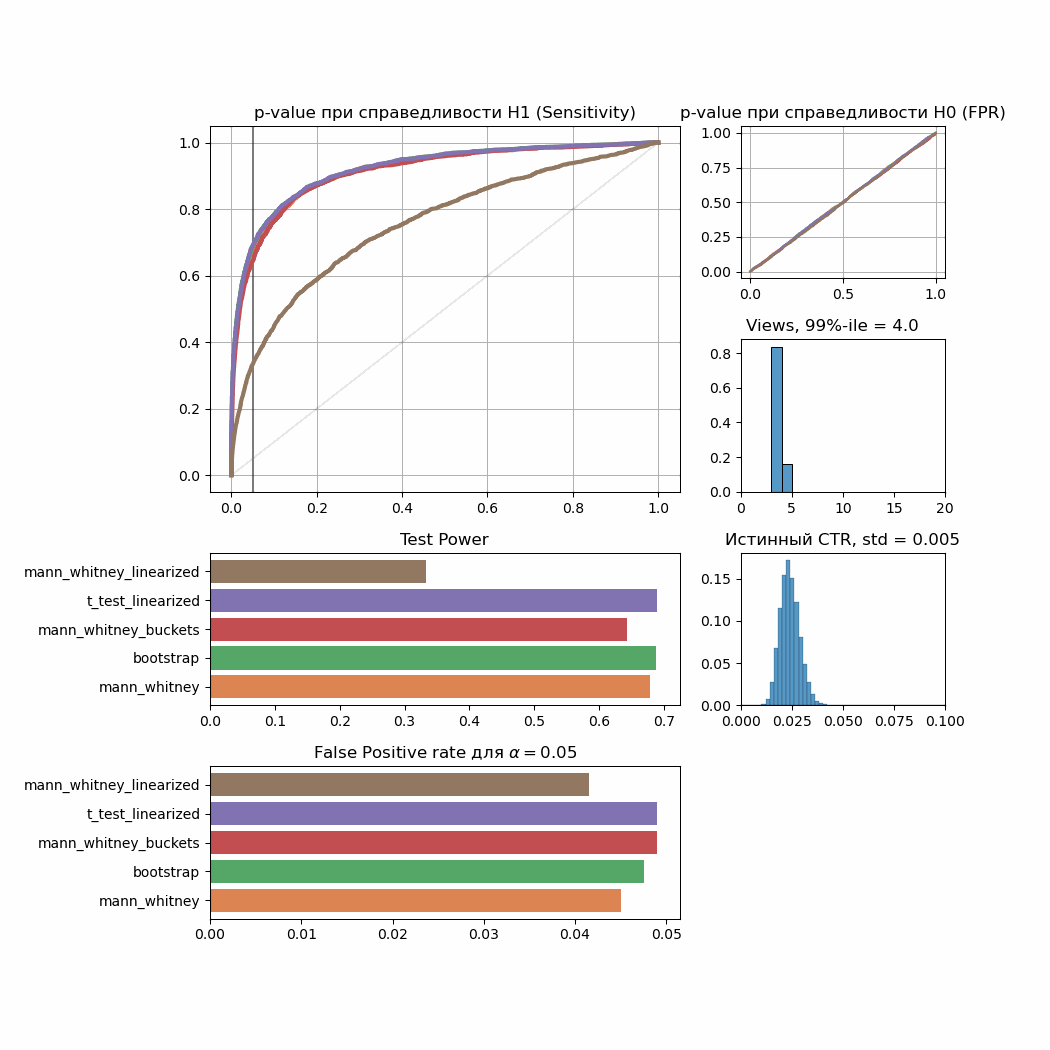 p-value при справедливости H1 (Sensitivity)
1.0
0.8
0.6
0.4
0.2
0.0
0.0 0.2 0.4 0.6 0.8 1.0
p-value при справедливости H0 (FPR)
1.00
0.75
0.50
0.25
0.00
0.0 0.5 1.0
Views, 99%-ile = 4.0
0.8
0.6
0.4
0.2
0.0
0 5 10 15 20
Test Power
mann_whitney_linearized
t_test_linearized
mann_whitney_buckets
bootstrap
mann_whitney
0.0 0.1 0.2 0.3 0.4 0.5 0.6 0.7
Истинный CTR, std = 0.005
0.15
0.10
0.05
0.00
0.000 0.025 0.050 0.075 0.100
False Positive rate для α = 0.05
mann_whitney_linearized
t_test_linearized
mann_whitney_buckets
bootstrap
mann_whitney
0.00 0.01 0.02 0.03 0.04 0.05